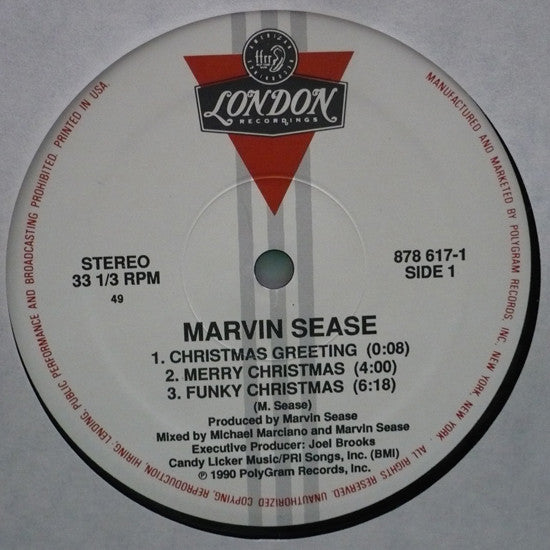 AMERICAN RECORDINGS
ffrr
LONDON
RECORDINGS
STEREO
33 1/3 RPM
49
878 617-1
SIDE 1
MARVIN SEASE
1. CHRISTMAS GREETING (0:08)
2. MERRY CHRISTMAS (4:00)
3. FUNKY CHRISTMAS (6:18)
(M. Sease)
Produced by Marvin Sease
Mixed by Michael Marciano and Marvin Sease
Executive Producer: Joel Brooks
Candy Licker Music/PRI Songs, Inc. (BMI)
℗ 1990 PolyGram Records, Inc.
MANUFACTURED AND MARKETED BY POLYGRAM RECORDS, INC. NEW YORK, NEW YORK. ALL RIGHTS RESERVED. UNAUTHORIZED COPYING, REPRODUCTION, HIRING, LENDING, PUBLIC PERFORMANCE AND BROADCASTING PROHIBITED. PRINTED IN USA.